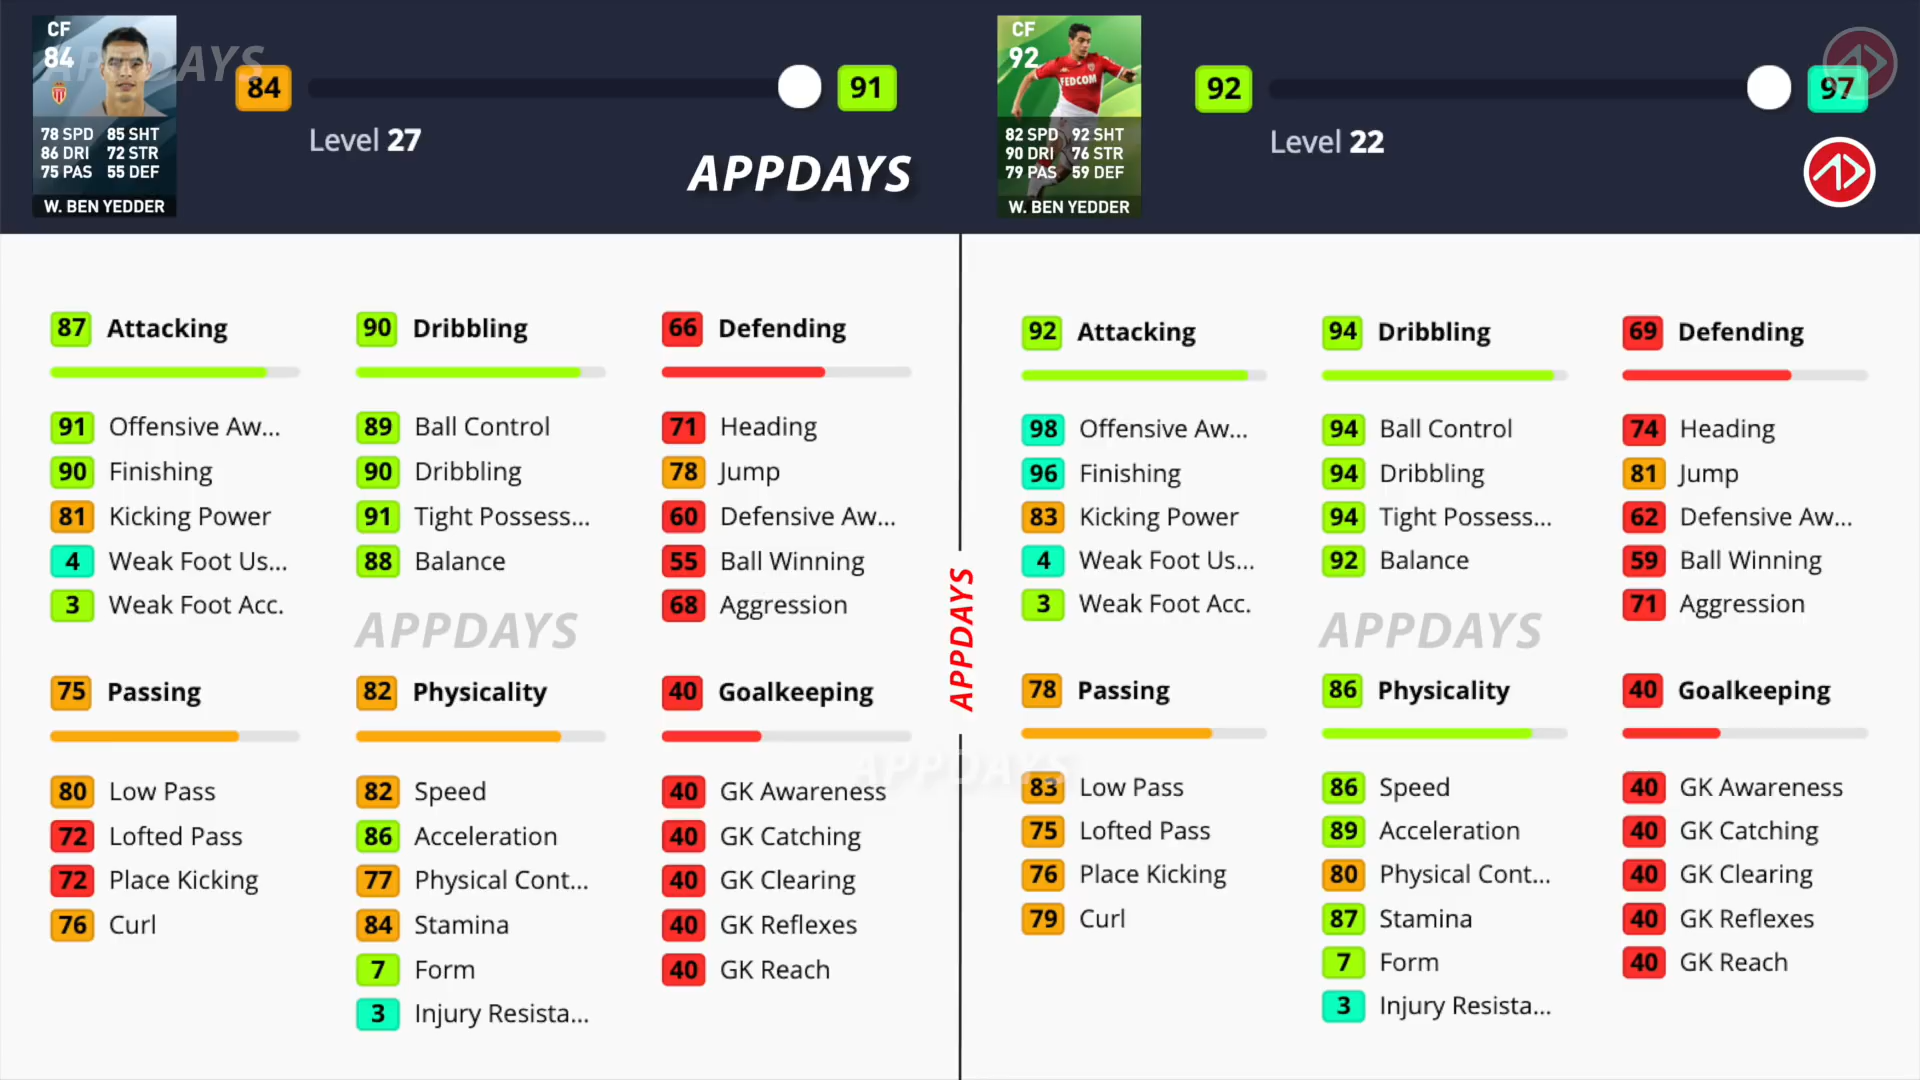 CF
84
78 SPD 85 SHT
86 DRI 72 STR
75 PAS 55 DEF
W. BEN YEDDER
APPDAYS
84
91
Level 27
APPDAYS
87 Attacking
91 Offensive Aw...
90 Finishing
81 Kicking Power
4 Weak Foot Us...
3 Weak Foot Acc.
90 Dribbling
89 Ball Control
90 Dribbling
91 Tight Possess...
88 Balance
APPDAYS
66 Defending
71 Heading
78 Jump
60 Defensive Aw...
55 Ball Winning
68 Aggression
75 Passing
80 Low Pass
72 Lofted Pass
72 Place Kicking
76 Curl
82 Physicality
82 Speed
86 Acceleration
77 Physical Cont...
84 Stamina
7 Form
3 Injury Resista...
40 Goalkeeping
40 GK Awareness
40 GK Catching
40 GK Clearing
40 GK Reflexes
40 GK Reach
APPDAYS
APPDAYS
CF
92
FEDCOM
82 SPD 92 SHT
90 DRI 76 STR
79 PAS 59 DEF
W. BEN YEDDER
92
97
Level 22
92 Attacking
98 Offensive Aw...
96 Finishing
83 Kicking Power
4 Weak Foot Us...
3 Weak Foot Acc.
94 Dribbling
94 Ball Control
94 Dribbling
94 Tight Possess...
92 Balance
APPDAYS
69 Defending
74 Heading
81 Jump
62 Defensive Aw...
59 Ball Winning
71 Aggression
78 Passing
83 Low Pass
75 Lofted Pass
76 Place Kicking
79 Curl
86 Physicality
86 Speed
89 Acceleration
80 Physical Cont...
87 Stamina
7 Form
3 Injury Resista...
40 Goalkeeping
40 GK Awareness
40 GK Catching
40 GK Clearing
40 GK Reflexes
40 GK Reach